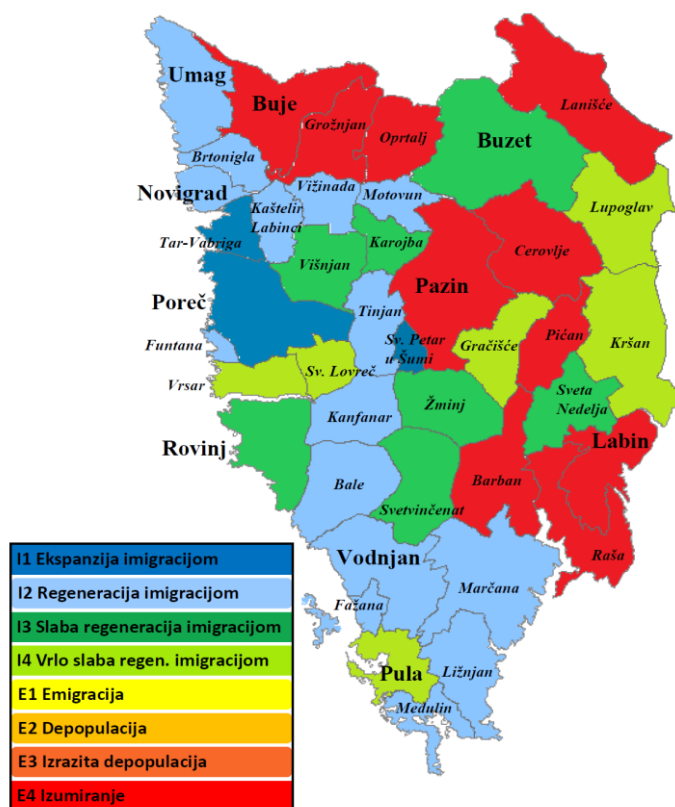 Umag
Buje
Grožnjan
Oprtalj
Lanišće
Buzet
Brtonigla
Novigrad
Vižinada
Motovun
Kaštelir
Labinci
Lupoglav
Tar-Vabriga
Karojba
Višnjan
Cerovlje
Pazin
Poreč
Tinjan
Funtana
Sv. Petar
u Šumi
Gračišće
Pićan
Kršan
Sv. Lovreč
Vrsar
Sveta
Nedelja
Žminj
Kanfanar
Rovinj
Labin
Bale
Barban
Svetvinčenat
Raša
Vodnjan
Marčana
Fažana
Pula
Ližnjan
Medulin
I1 Ekspanzija imigracijom
I2 Regeneracija imigracijom
I3 Slaba regeneracija imigracijom
I4 Vrlo slaba regen. imigracijom
E1 Emigracija
E2 Depopulacija
E3 Izrazita depopulacija
E4 Izumiranje